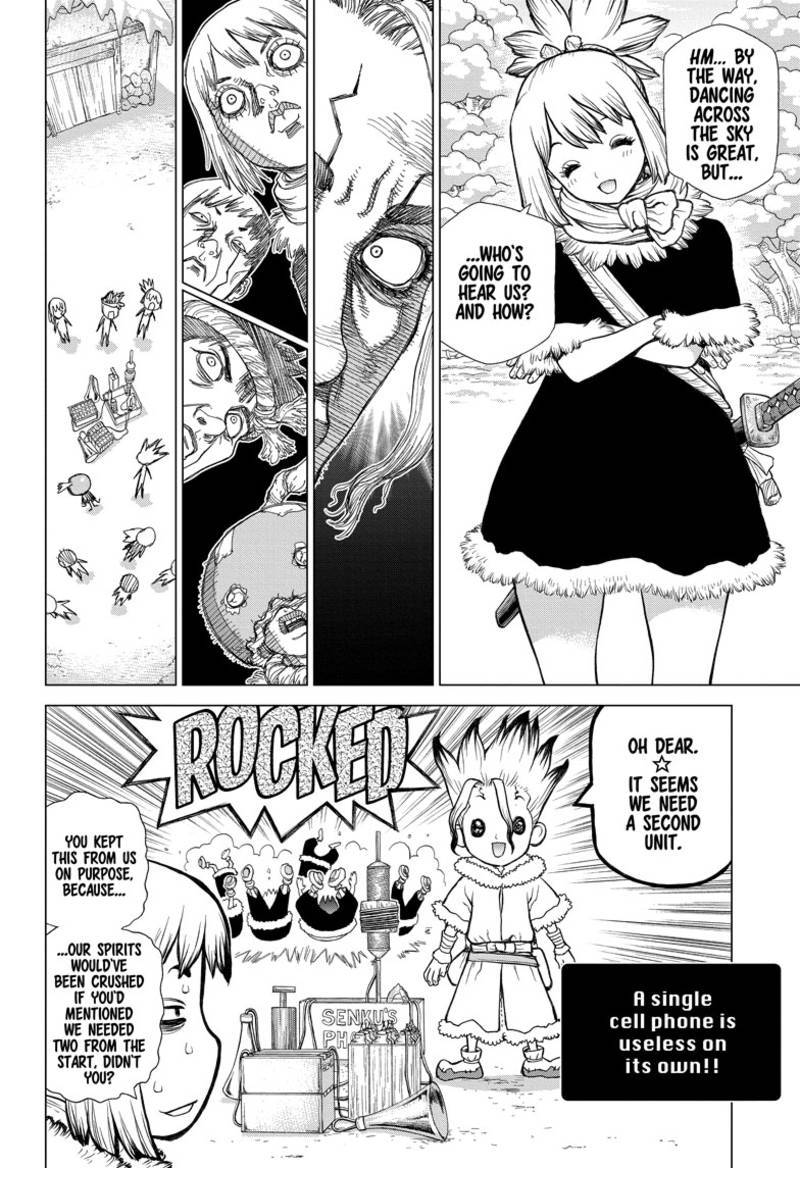 HM... BY
THE WAY,
DANCING
ACROSS
THE SKY
IS GREAT,
BUT...
...WHO'S
GOING TO
HEAR US?
AND HOW?
OH DEAR.
☆
IT SEEMS
WE NEED
A SECOND
UNIT.
ROCKED
SENKU'S
PH
A single
cell phone is
useless on
its own!!
YOU KEPT
THIS FROM US
ON PURPOSE,
BECAUSE...
...OUR SPIRITS
WOULD'VE
BEEN CRUSHED
IF YOU'D
MENTIONED
WE NEEDED
TWO FROM THE
START, DIDN'T
YOU?